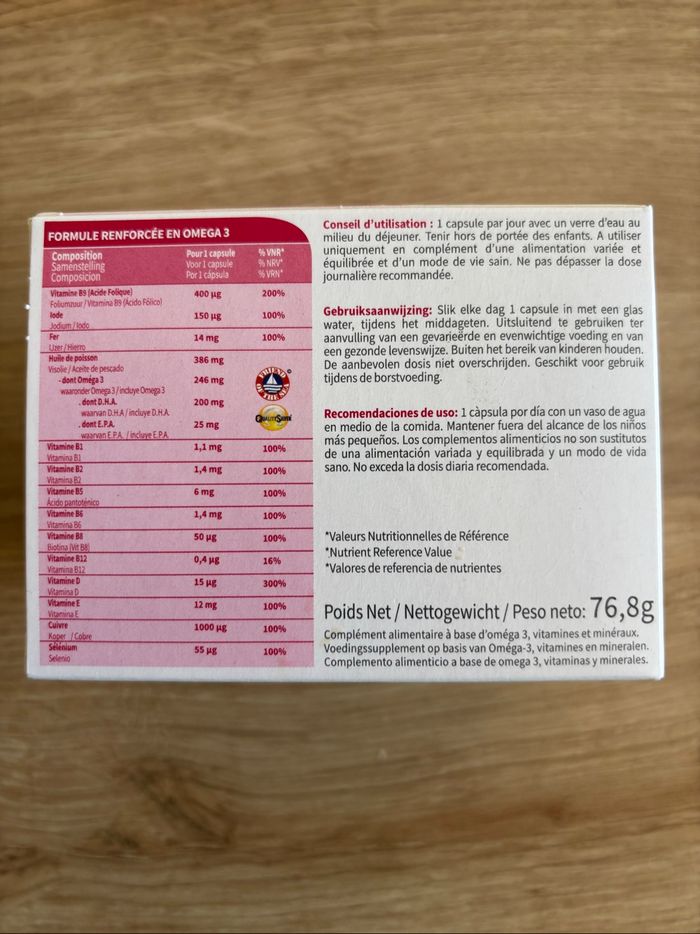 FORMULE RENFORCÉE EN OMEGA 3
Composition Pour 1 capsule % VNR*
Samenstelling Voor 1 capsule % NRV*
Composicion Por 1 cápsula % VRN*
Vitamine B9 (Acide Folique) 400 µg 200%
Foliumzuur / Vitamina B9 (Ácido Fólico)
Iode 150 µg 100%
Jodium / Iodo
Fer 14 mg 100%
IJzer / Hierro
Huile de poisson 386 mg
Visolie / Aceite de pescado
- dont Oméga 3 246 mg
waaronder Omega 3 / incluye Omega 3
. dont D.H.A. 200 mg
waarvan D.H.A / incluye D.H.A.
. dont E.P.A. 25 mg
waarvan E.P.A. / incluye E.P.A.
FRIEND OF THE SEA
QUALITYSILVER
Vitamine B1 1,1 mg 100%
Vitamina B1
Vitamine B2 1,4 mg 100%
Vitamina B2
Vitamine B5 6 mg 100%
Ácido pantoténico
Vitamine B6 1,4 mg 100%
Vitamina B6
Vitamine B8 50 µg 100%
Biotina (Vit B8)
Vitamine B12 0,4 µg 16%
Vitamina B12
Vitamine D 15 µg 300%
Vitamina D
Vitamine E 12 mg 100%
Vitamina E
Cuivre 1000 µg 100%
Koper / Cobre
Sélénium 55 µg 100%
Selenio
Conseil d'utilisation : 1 capsule par jour avec un verre d'eau au
milieu du déjeuner. Tenir hors de portée des enfants. A utiliser
uniquement en complément d'une alimentation variée et
équilibrée et d'un mode de vie sain. Ne pas dépasser la dose
journalière recommandée.
Gebruiksaanwijzing: Slik elke dag 1 capsule in met een glas
water, tijdens het middageten. Uitsluitend te gebruiken ter
aanvulling van een gevarieërde en evenwichtige voeding en van
een gezonde levenswijze. Buiten het bereik van kinderen houden.
De aanbevolen dosis niet overschrijden. Geschikt voor gebruik
tijdens de borstvoeding.
Recomendaciones de uso: 1 càpsula por día con un vaso de agua
en medio de la comida. Mantener fuera del alcance de los niños
más pequeños. Los complementos alimenticios no son sustitutos
de una alimentación variada y equilibrada y un modo de vida
sano. No exceda la dosis diaria recomendada.
*Valeurs Nutritionnelles de Référence
*Nutrient Reference Value
*Valores de referencia de nutrientes
Poids Net / Nettogewicht / Peso neto: 76,8g
Complément alimentaire à base d'oméga 3, vitamines et minéraux.
Voedingssupplement op basis van Oméga-3, vitaminen en mineralen.
Complemento alimenticio a base de omega 3, vitaminas y minerales.